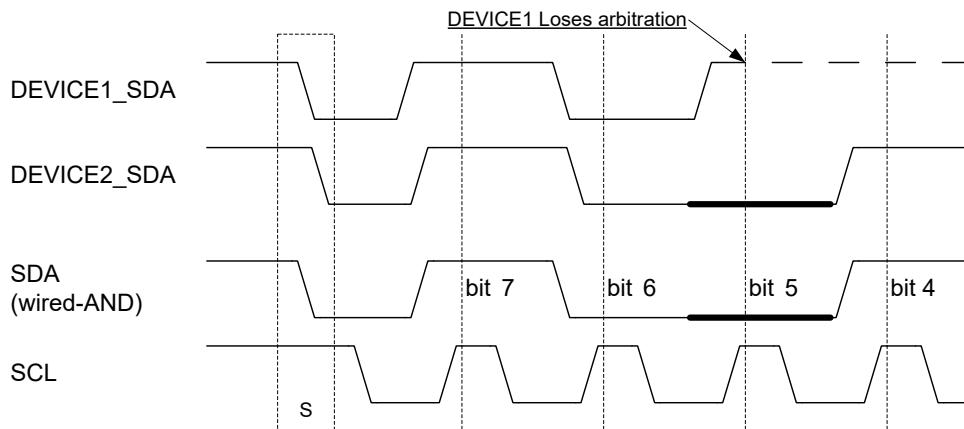 DEVICE1 Loses arbitration
DEVICE1_SDA
DEVICE2_SDA
SDA
(wired-AND)
bit 7
bit 6
bit 5
bit 4
SCL
S